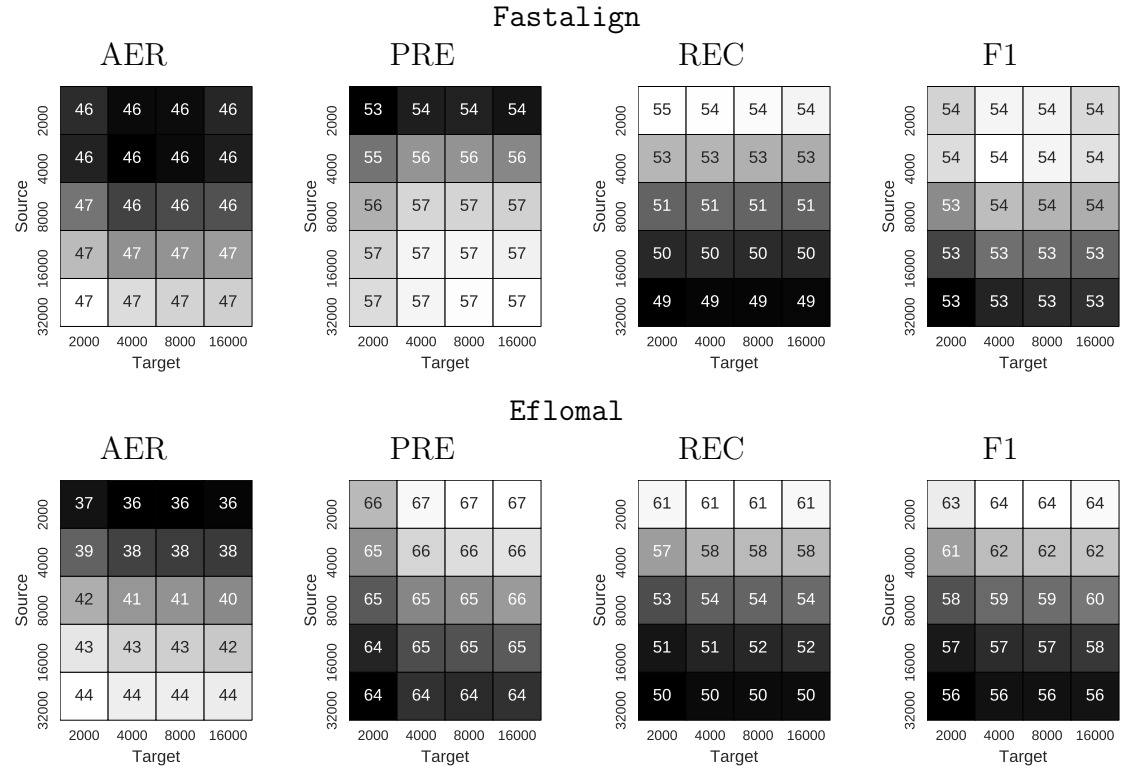 Fastalign
AER PRE REC F1
2000 46 46 46 46 2000 53 54 54 54 2000 55 54 54 54 2000 54 54 54 54
4000 46 46 46 46 4000 55 56 56 56 4000 53 53 53 53 4000 54 54 54 54
Source 8000 47 46 46 46 Source 8000 56 57 57 57 Source 8000 51 51 51 51 Source 8000 53 54 54 54
16000 47 47 47 47 16000 57 57 57 57 16000 50 50 50 50 16000 53 53 53 53
32000 47 47 47 47 32000 57 57 57 57 32000 49 49 49 49 32000 53 53 53 53
2000 4000 8000 16000 2000 4000 8000 16000 2000 4000 8000 16000 2000 4000 8000 16000
Target Target Target Target
Eflomal
AER PRE REC F1
2000 37 36 36 36 2000 66 67 67 67 2000 61 61 61 61 2000 63 64 64 64
4000 39 38 38 38 4000 65 66 66 66 4000 57 58 58 58 4000 61 62 62 62
Source 8000 42 41 41 40 Source 8000 65 65 65 66 Source 8000 53 54 54 54 Source 8000 58 59 59 60
16000 43 43 43 42 16000 64 65 65 65 16000 51 51 52 52 16000 57 57 57 58
32000 44 44 44 44 32000 64 64 64 64 32000 50 50 50 50 32000 56 56 56 56
2000 4000 8000 16000 2000 4000 8000 16000 2000 4000 8000 16000 2000 4000 8000 16000
Target Target Target Target